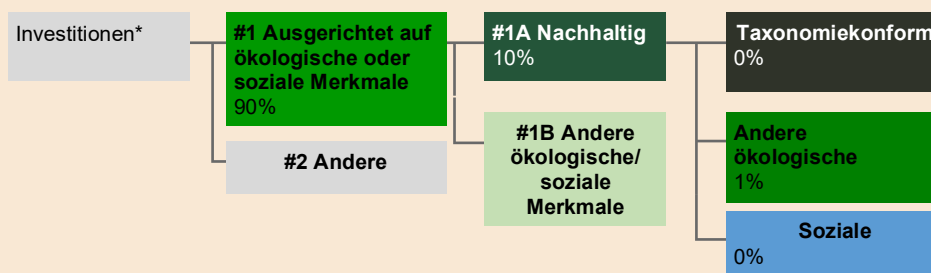 Investitionen*
#1 Ausgerichtet auf
ökologische oder
soziale Merkmale
90%
#2 Andere
#1A Nachhaltig
10%
#1B Andere
ökologische/
soziale
Merkmale
Taxonomiekonform
0%
Andere
ökologische
1%
Soziale
0%